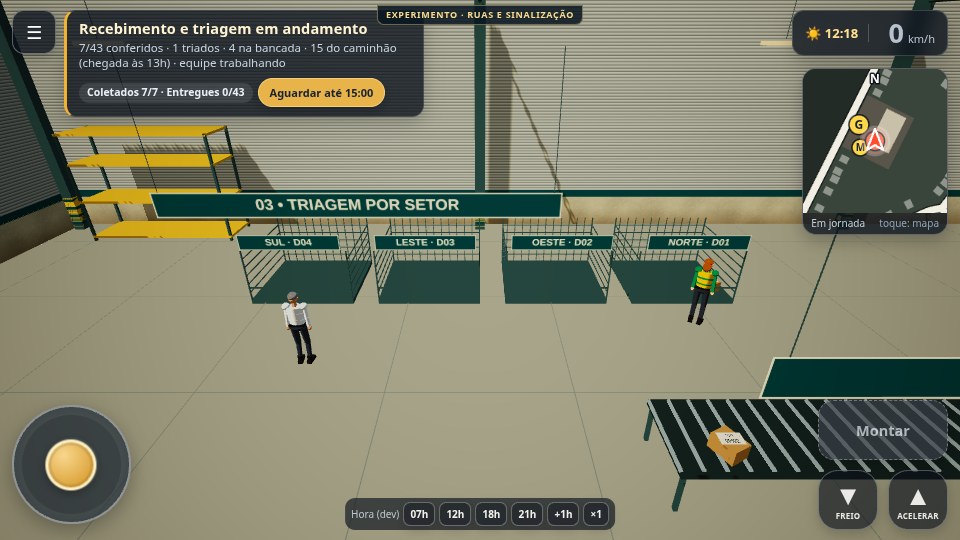 EXPERIMENTO · RUAS E SINALIZAÇÃO
☰
Recebimento e triagem em andamento
7/43 conferidos · 1 triados · 4 na bancada · 15 do caminhão
(chegada às 13h) · equipe trabalhando
Coletados 7/7 · Entregues 0/43
Aguardar até 15:00
12:18
0 km/h
N
G
M
Em jornada
toque: mapa
03 • TRIAGEM POR SETOR
SUL · D04
LESTE · D03
OESTE · D02
NORTE · D01
Montar
▼
FREIO
▲
ACELERAR
Hora (dev)
07h
12h
18h
21h
+1h
×1